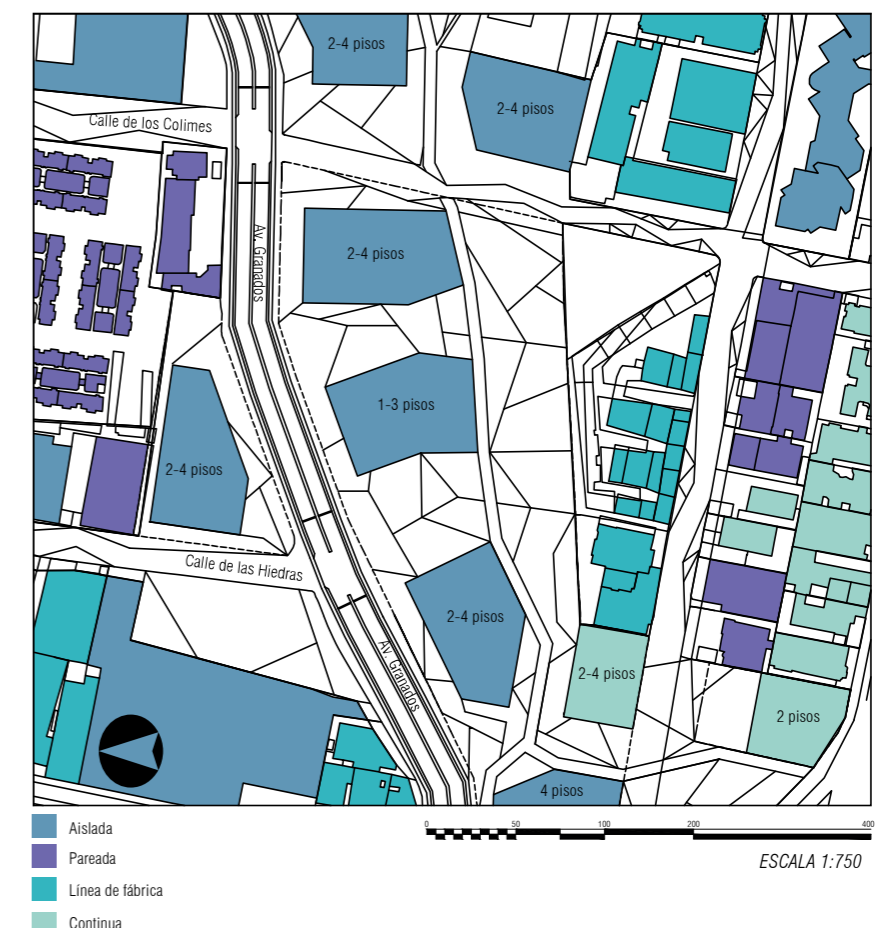 2-4 pisos
2-4 pisos
Calle de los Colimes
Av. Granados
2-4 pisos
1-3 pisos
2-4 pisos
Calle de las Hiedras
2-4 pisos
Av. Granados
2-4 pisos
2 pisos
4 pisos
Aislada
Pareada
Línea de fábrica
Continua
0 50 100 200 400
ESCALA 1:750